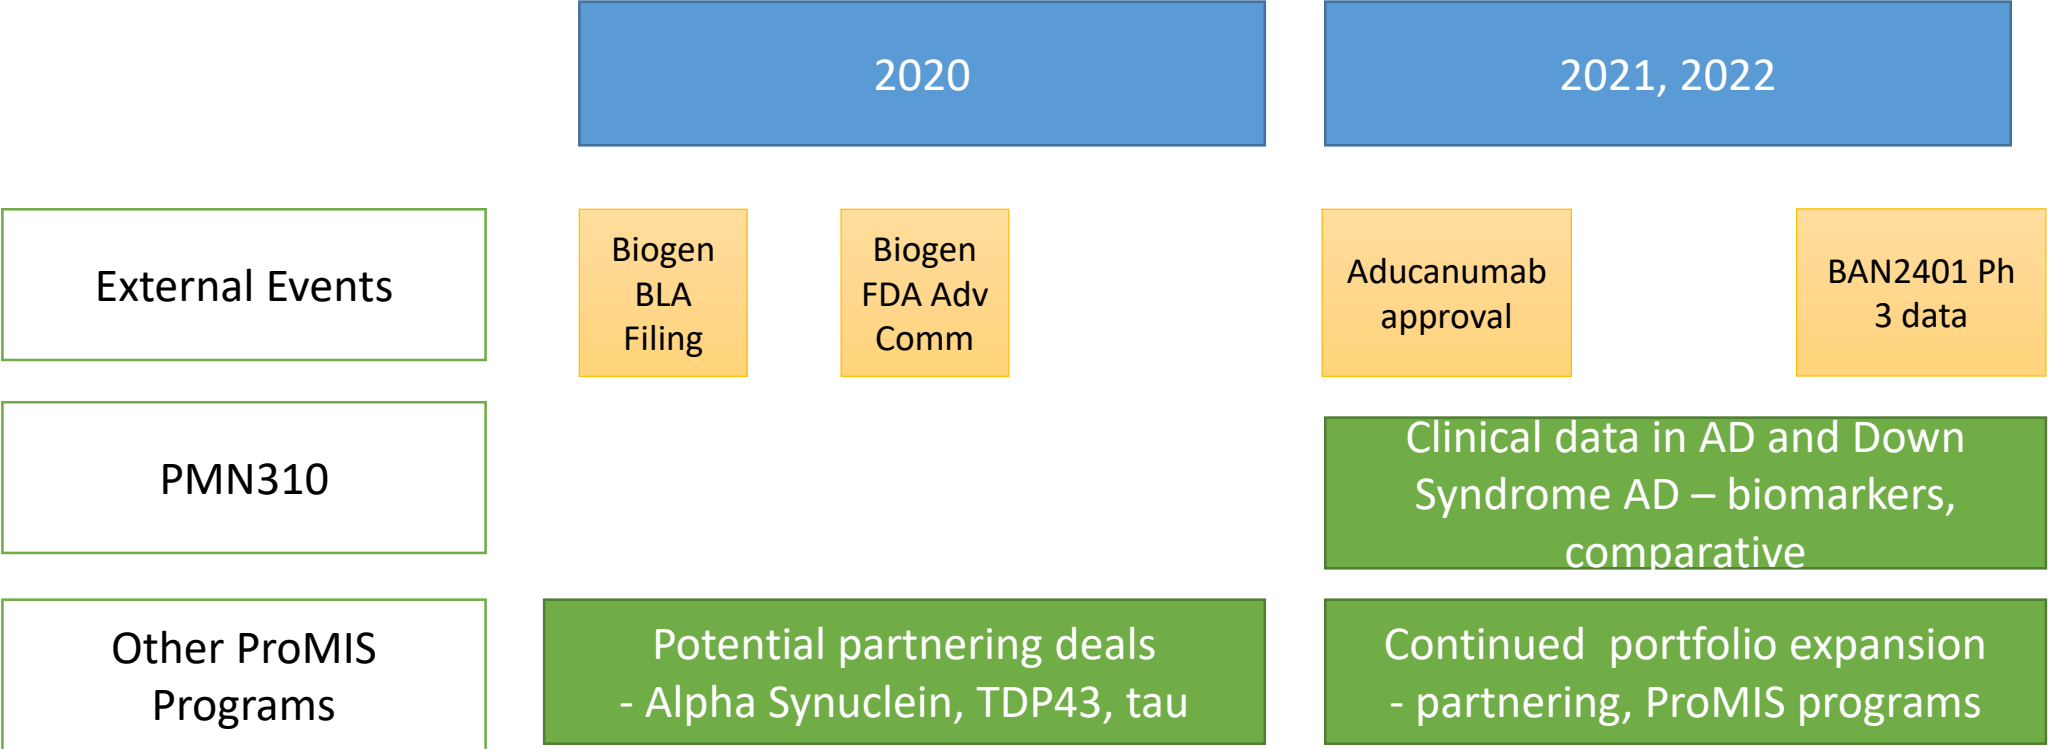 2020
2021, 2022
External Events
Biogen
BLA
Filing
Biogen
FDA Adv
Comm
Aducanumab
approval
BAN2401 Ph
3 data
PMN310
Clinical data in AD and Down
Syndrome AD – biomarkers,
comparative
Other ProMIS
Programs
Potential partnering deals
- Alpha Synuclein, TDP43, tau
Continued  portfolio expansion
- partnering, ProMIS programs